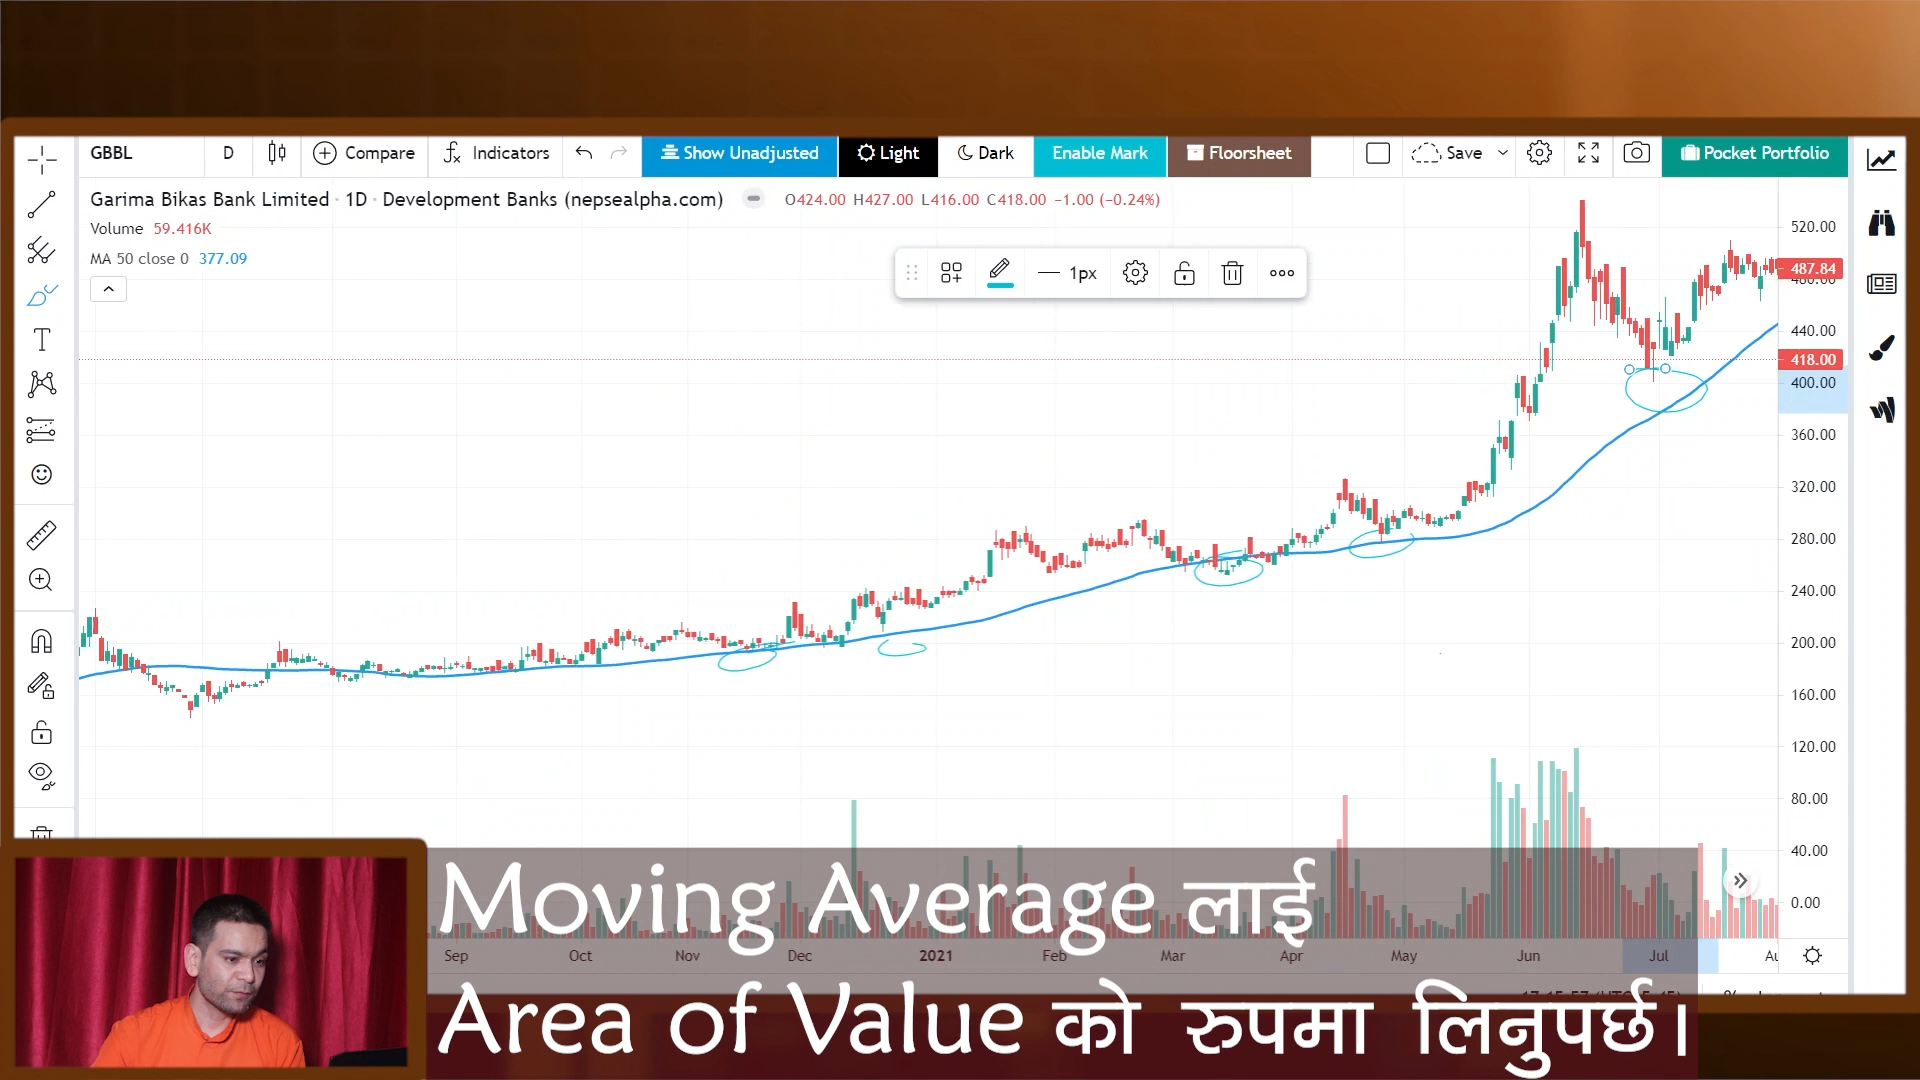 GBBL D Compare Indicators Show Unadjusted Light Dark Enable Mark Floorsheet Save Pocket Portfolio
Garima Bikas Bank Limited · 1D · Development Banks (nepsealpha.com) O424.00 H427.00 L416.00 C418.00 −1.00 (−0.24%)
Volume 59.416K
MA 50 close 0 377.09
1px
520.00
487.84
480.00
440.00
418.00
400.00
360.00
320.00
280.00
240.00
200.00
160.00
120.00
80.00
40.00
0.00
Moving Average लाई
Sep Oct Nov Dec 2021 Feb Mar Apr May Jun Jul
Area of Value को रुपमा लिनुपर्छ।